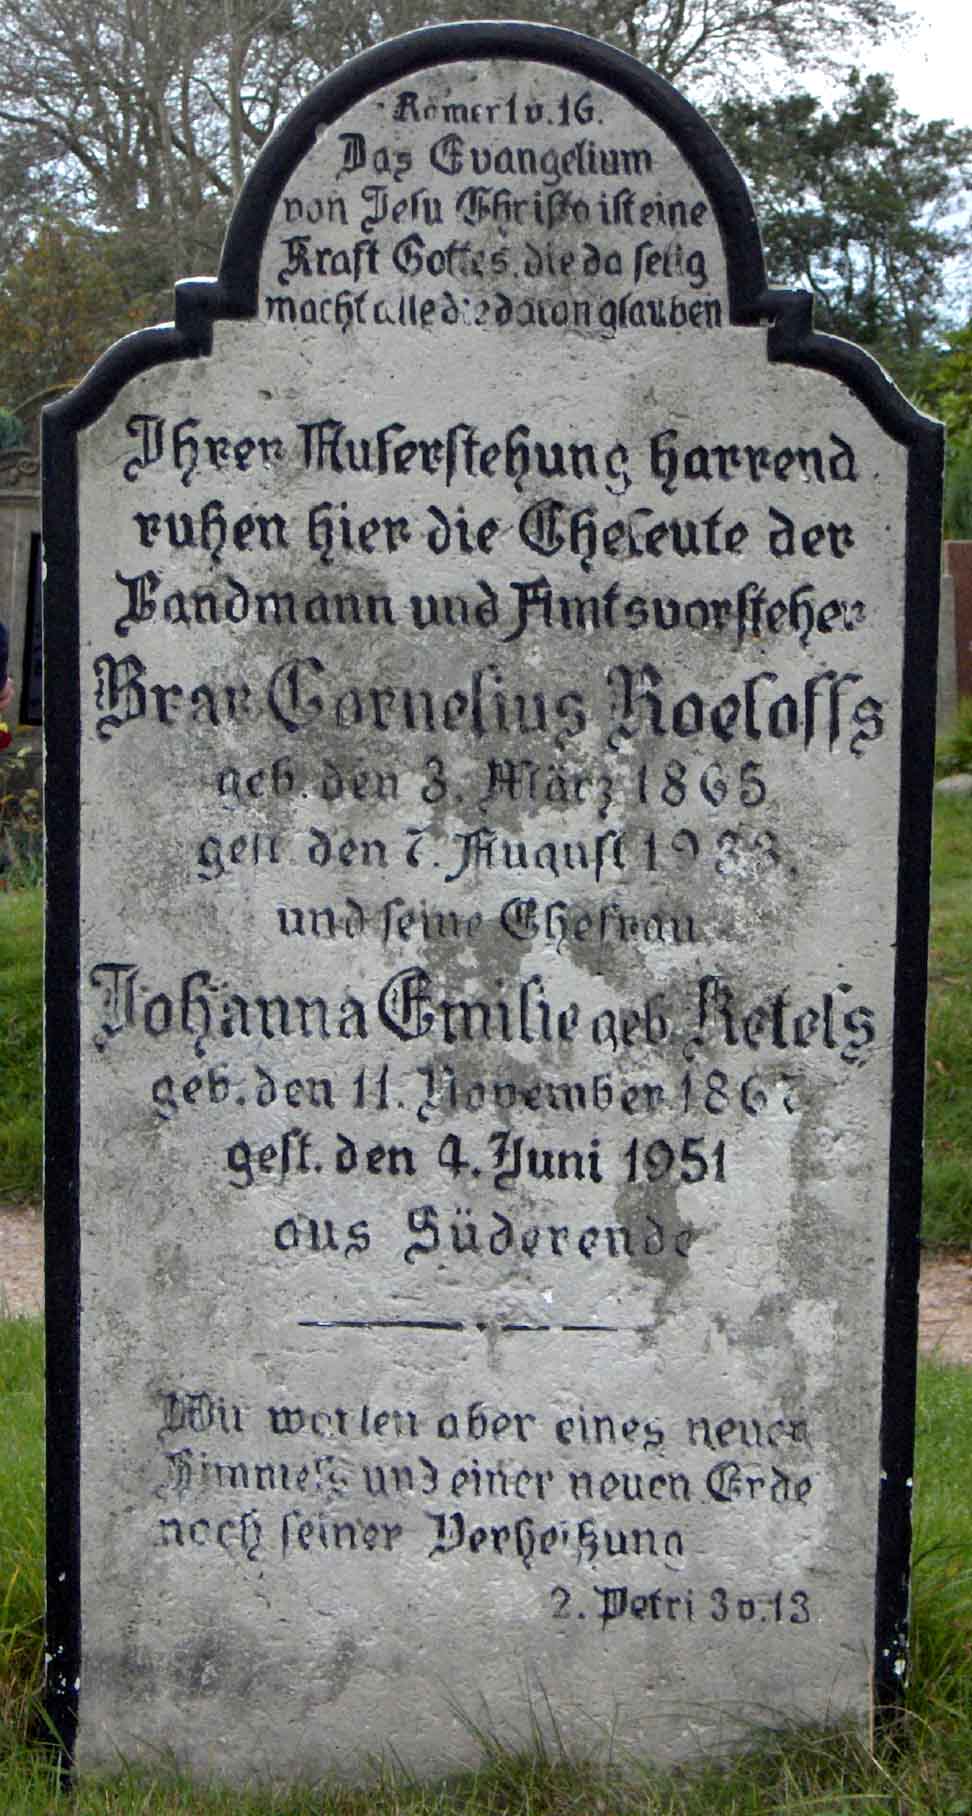 Römer 1 v. 16.
Das Evangelium
von Jesu Christo ist eine
Kraft Gottes, die da selig
macht alle die daran glauben
Ihrer Auferstehung harrend
ruhen hier die Eheleute der
Landmann und Amtsvorsteher
Brar Cornelius Roeloffs
geb. den 3. März 1865
gest. den 7. August 1933,
und seine Ehefrau
Johanna Emilie geb. Ketels
geb. den 11. November 1867
gest. den 4. Juni 1951
aus Süderende
Wir warten aber eines neuen
Himmels und einer neuen Erde
nach seiner Verheißung
2. Petri 3 v. 13